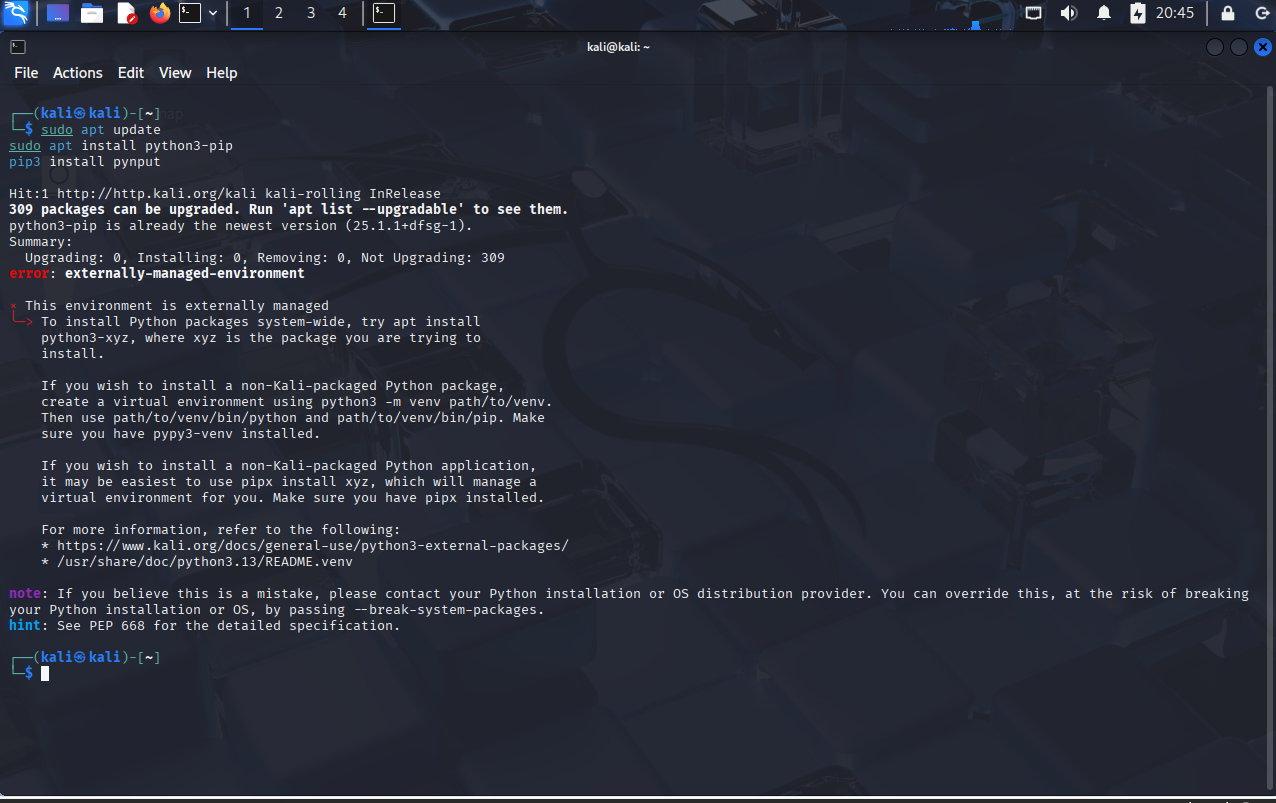 1 2 3 4
20:45
kali@kali: ~
File Actions Edit View Help
┌──(kali㉿kali)-[~]
└─$ sudo apt update
sudo apt install python3-pip
pip3 install pynput
Hit:1 http://http.kali.org/kali kali-rolling InRelease
309 packages can be upgraded. Run 'apt list --upgradable' to see them.
python3-pip is already the newest version (25.1.1+dfsg-1).
Summary:
  Upgrading: 0, Installing: 0, Removing: 0, Not Upgrading: 309
error: externally-managed-environment
× This environment is externally managed
╰─> To install Python packages system-wide, try apt install
    python3-xyz, where xyz is the package you are trying to
    install.
    If you wish to install a non-Kali-packaged Python package,
    create a virtual environment using python3 -m venv path/to/venv.
    Then use path/to/venv/bin/python and path/to/venv/bin/pip. Make
    sure you have pypy3-venv installed.
    If you wish to install a non-Kali-packaged Python application,
    it may be easiest to use pipx install xyz, which will manage a
    virtual environment for you. Make sure you have pipx installed.
    For more information, refer to the following:
    * https://www.kali.org/docs/general-use/python3-external-packages/
    * /usr/share/doc/python3.13/README.venv
note: If you believe this is a mistake, please contact your Python installation or OS distribution provider. You can override this, at the risk of breaking
your Python installation or OS, by passing --break-system-packages.
hint: See PEP 668 for the detailed specification.
┌──(kali㉿kali)-[~]
└─$